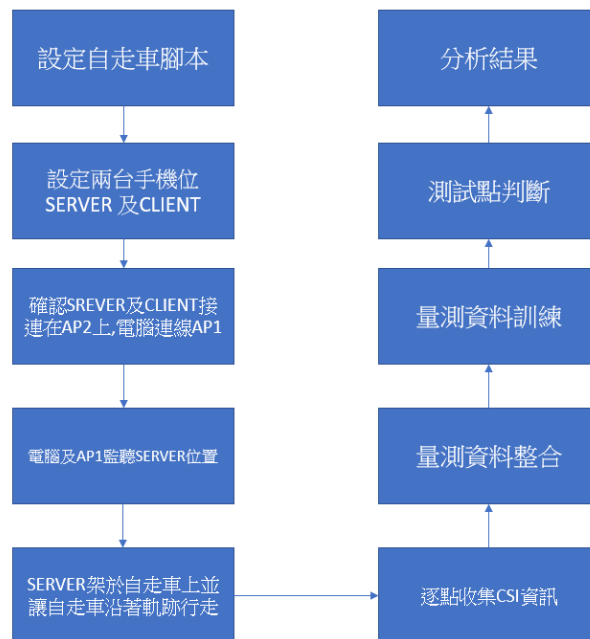 設定自走車腳本
設定兩台手機位
SERVER 及CLIENT
確認SREVER及CLIENT接
連在AP2上,電腦連線AP1
電腦及AP1監聽SERVER位置
SERVER架於自走車上並
讓自走車沿著軌跡行走
逐點收集CSI資訊
量測資料整合
量測資料訓練
測試點判斷
分析結果